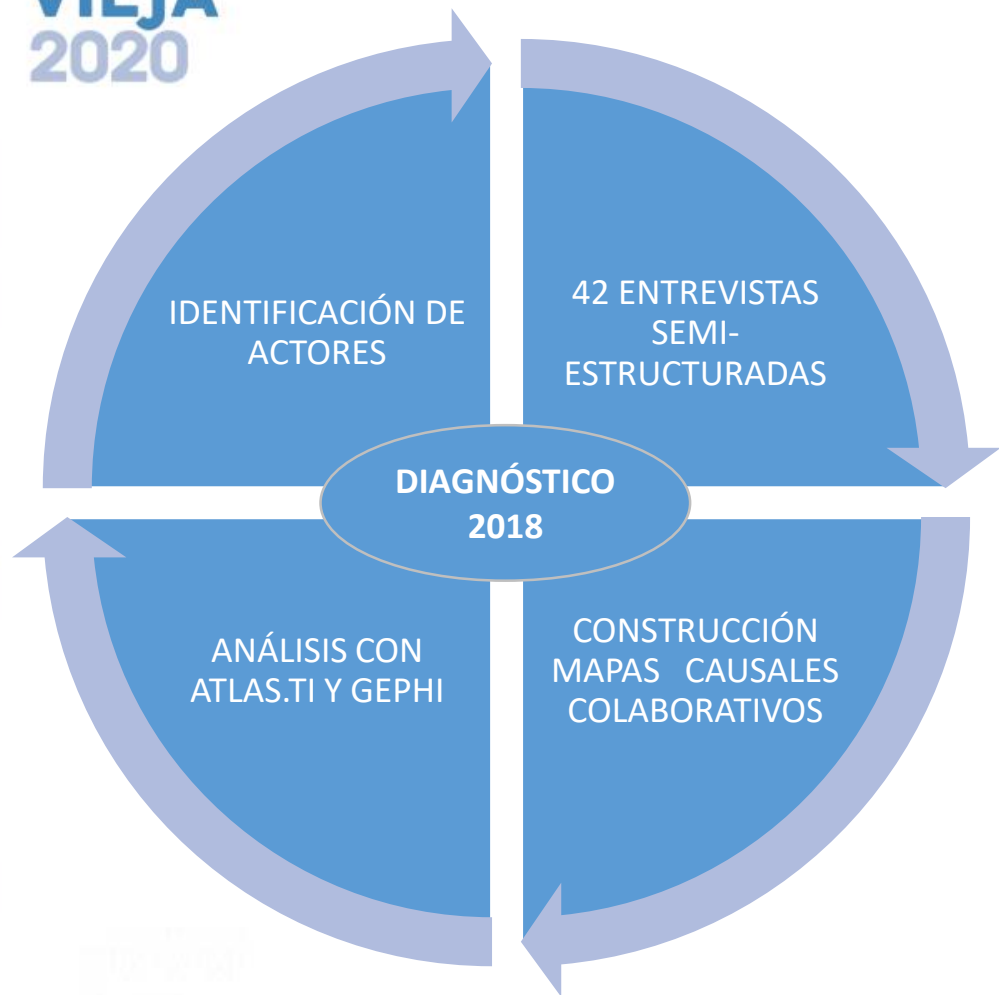 VIEJA
2020
IDENTIFICACIÓN DE
ACTORES
42 ENTREVISTAS
SEMI-
ESTRUCTURADAS
DIAGNÓSTICO
2018
ANÁLISIS CON
ATLAS.TI Y GEPHI
CONSTRUCCIÓN
MAPAS CAUSALES
COLABORATIVOS